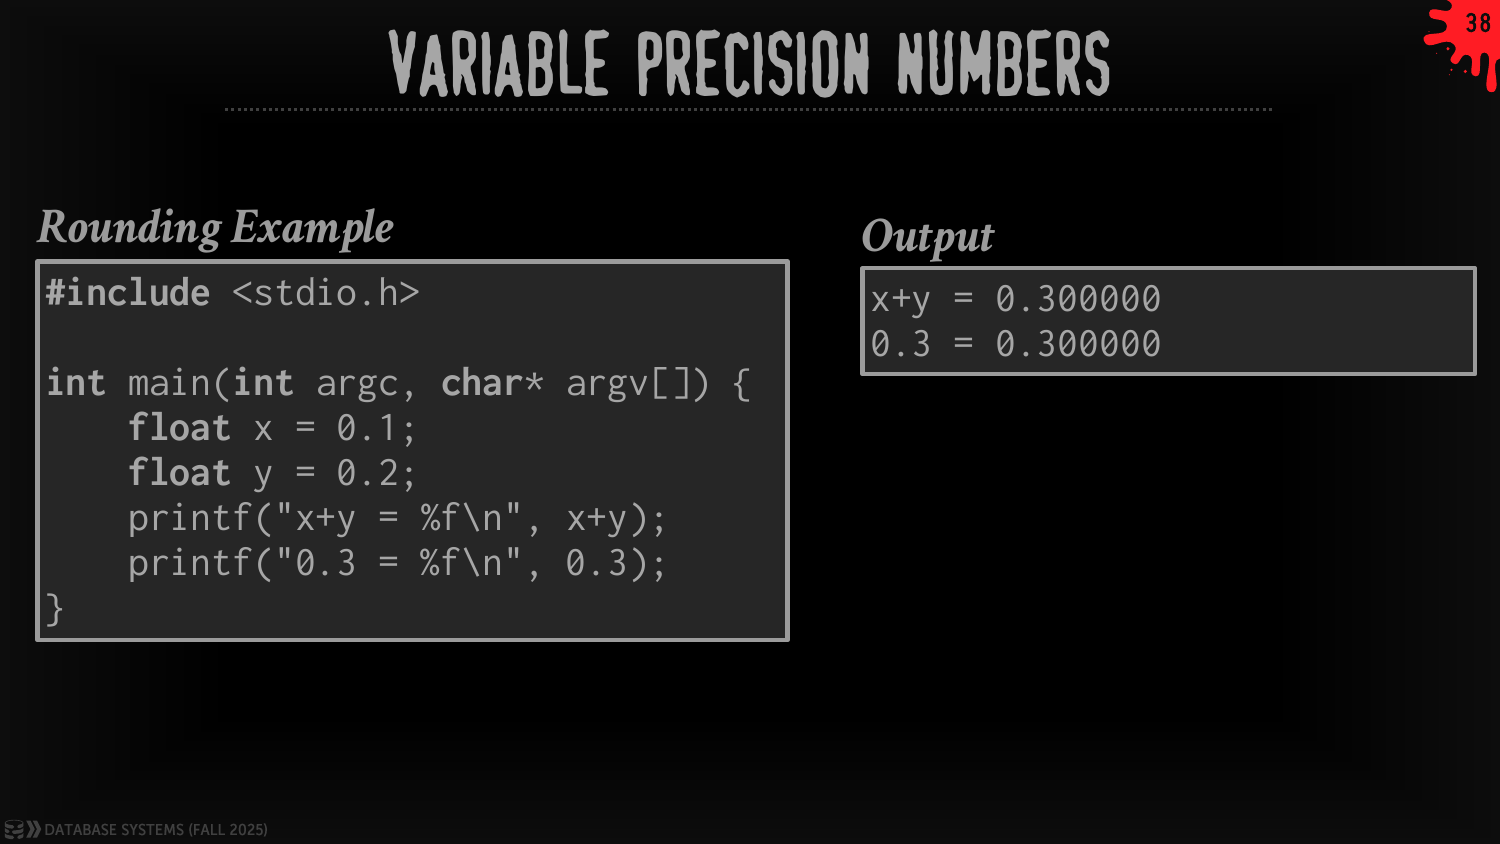 38
VARIABLE PRECISION NUMBERS
Rounding Example
#include <stdio.h>
int main(int argc, char* argv[]) {
    float x = 0.1;
    float y = 0.2;
    printf("x+y = %f\n", x+y);
    printf("0.3 = %f\n", 0.3);
}
Output
x+y = 0.300000
0.3 = 0.300000
DATABASE SYSTEMS (FALL 2025)